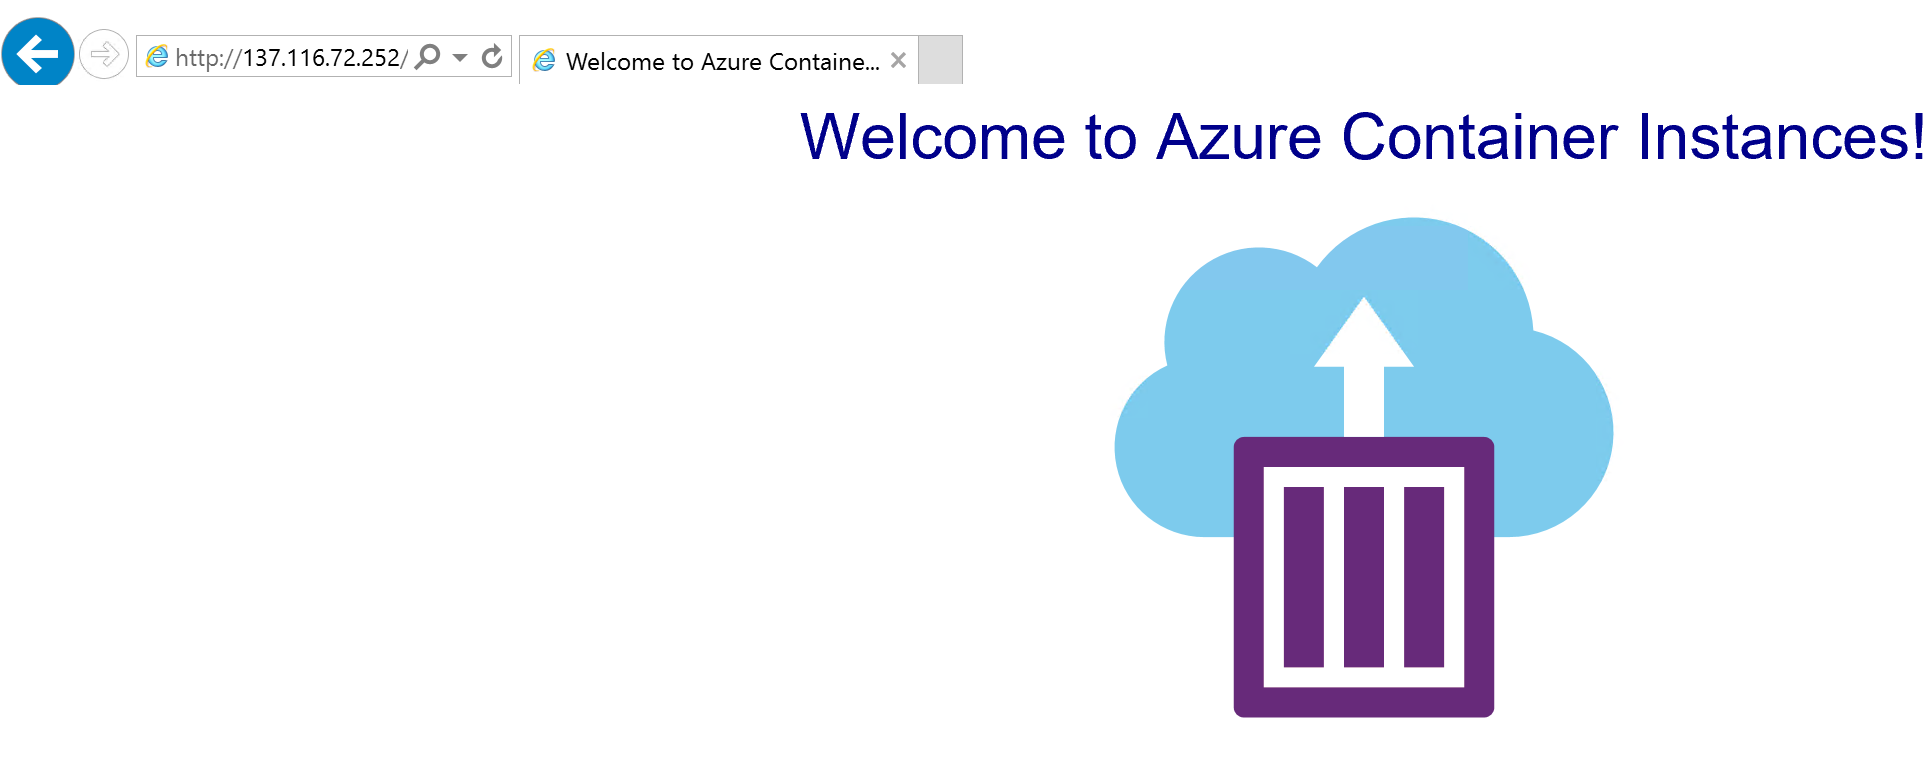 http://137.116.72.252/
Welcome to Azure Containe...
Welcome to Azure Container Instances!